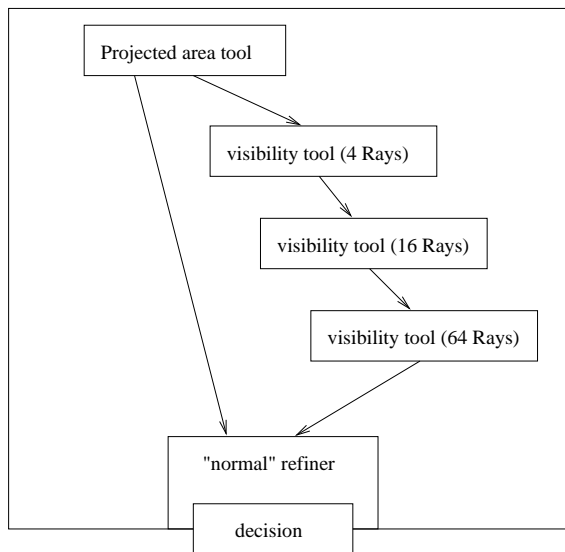 Projected area tool
visibility tool (4 Rays)
visibility tool (16 Rays)
visibility tool (64 Rays)
"normal" refiner
decision